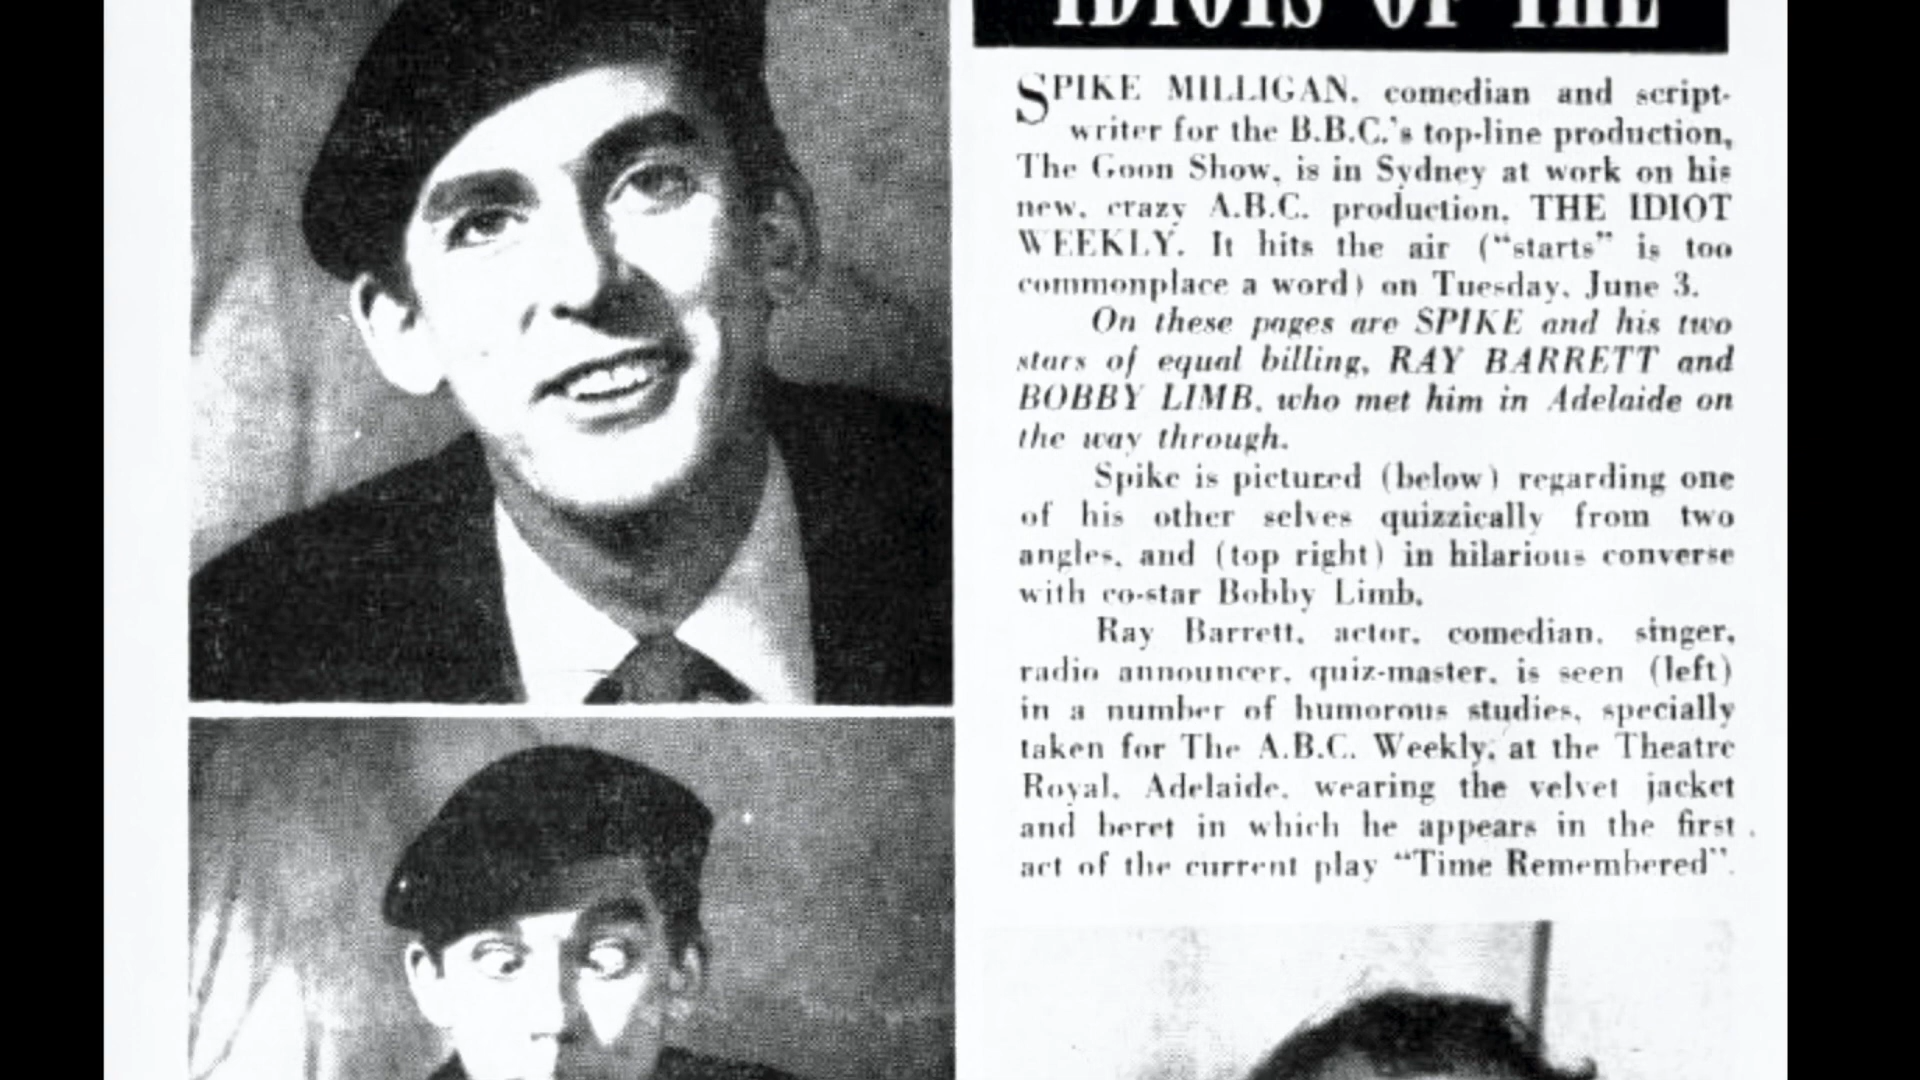 IDIOTS OF THE
SPIKE MILLIGAN, comedian and script-
writer for the B.B.C.'s top-line production,
The Goon Show, is in Sydney at work on his
new, crazy A.B.C. production, THE IDIOT
WEEKLY. It hits the air ("starts" is too
commonplace a word) on Tuesday, June 3.
On these pages are SPIKE and his two
stars of equal billing, RAY BARRETT and
BOBBY LIMB, who met him in Adelaide on
the way through.
Spike is pictured (below) regarding one
of his other selves quizzically from two
angles, and (top right) in hilarious converse
with co-star Bobby Limb.
Ray Barrett, actor, comedian, singer,
radio announcer, quiz-master, is seen (left)
in a number of humorous studies, specially
taken for The A.B.C. Weekly, at the Theatre
Royal, Adelaide, wearing the velvet jacket
and beret in which he appears in the first
act of the current play "Time Remembered".